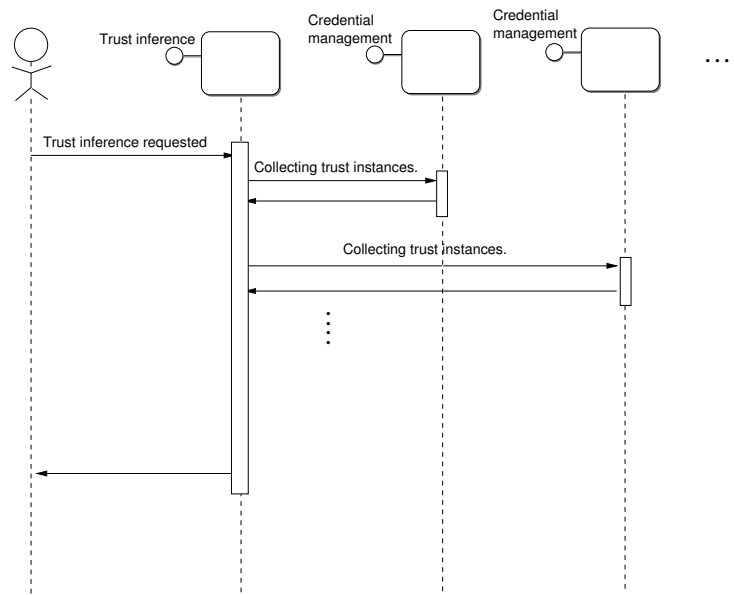 Trust inference
Credential
management
Credential
management
...
Trust inference requested
Collecting trust instances.
Collecting trust instances.